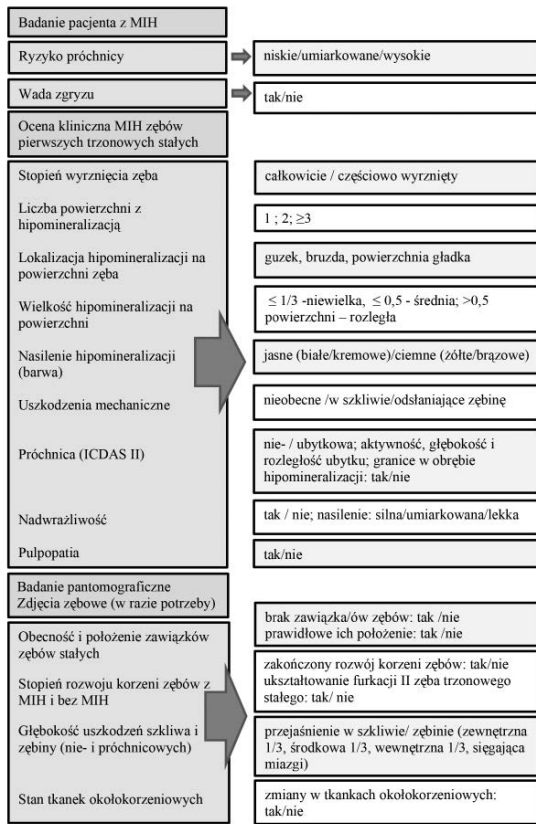 Badanie pacjenta z MIH
Ryzyko próchnicy
niskie/umiarkowane/wysokie
Wada zgryzu
tak/nie
Ocena kliniczna MIH zębów
pierwszych trzonowych stałych
Stopień wyrznięcia zęba
całkowicie / częściowo wyrznięty
Liczba powierzchni z
hipomineralizacją
1 ; 2; ≥3
Lokalizacja hipomineralizacji na
powierzchni zęba
guzek, bruzda, powierzchnia gładka
Wielkość hipomineralizacji na
powierzchni
≤ 1/3 -niewielka, ≤ 0,5 - średnia; >0,5
powierzchni – rozległa
Nasilenie hipomineralizacji
(barwa)
jasne (białe/kremowe)/ciemne (żółte/brązowe)
Uszkodzenia mechaniczne
nieobecne /w szkliwie/odsłaniające zębinę
Próchnica (ICDAS II)
nie- / ubytkowa; aktywność, głębokość i
rozległość ubytku; granice w obrębie
hipomineralizacji: tak/nie
Nadwrażliwość
tak / nie; nasilenie: silna/umiarkowana/lekka
Pulpopatia
tak/nie
Badanie pantomograficzne
Zdjęcia zębowe (w razie potrzeby)
Obecność i położenie zawiązków
zębów stałych
brak zawiązka/ów zębów: tak /nie
prawidłowe ich położenie: tak /nie
Stopień rozwoju korzeni zębów z
MIH i bez MIH
zakończony rozwój korzeni zębów: tak/nie
ukształtowanie furkacji II zęba trzonowego
stałego: tak/ nie
Głębokość uszkodzeń szkliwa i
zębiny (nie- i próchnicowych)
przejaśnienie w szkliwie/ zębinie (zewnętrzna
1/3, środkowa 1/3, wewnętrzna 1/3, sięgająca
miazgi)
Stan tkanek okołokorzeniowych
zmiany w tkankach okołokorzeniowych:
tak/nie